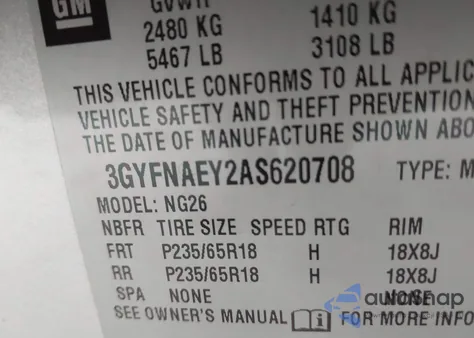 GM
GVWR
2480 KG 1410 KG
5467 LB 3108 LB
THIS VEHICLE CONFORMS TO ALL APPLIC
VEHICLE SAFETY AND THEFT PREVENTION
THE DATE OF MANUFACTURE SHOWN ABO
3GYFNAEY2AS620708 TYPE: M
MODEL: NG26
NBFR TIRE SIZE SPEED RTG RIM
FRT P235/65R18 H 18X8J
RR P235/65R18 H 18X8J
SPA NONE NONE
SEE OWNER'S MANUAL i FOR MORE INFO
automap